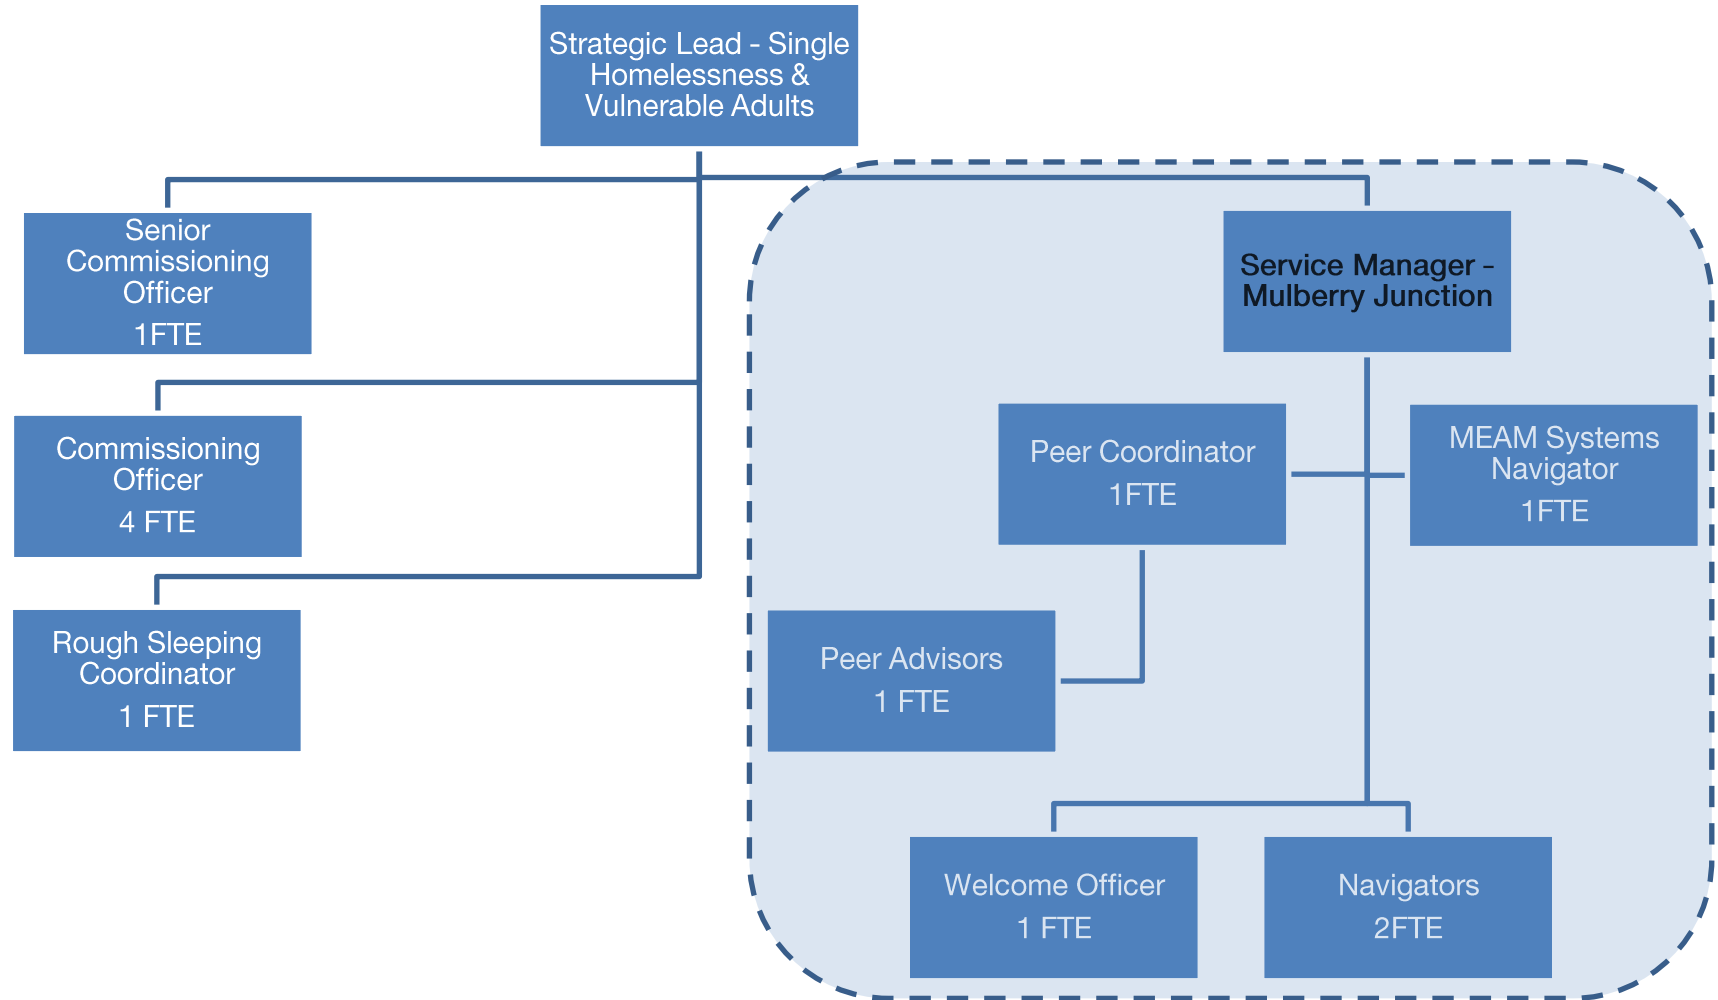 Strategic Lead - Single
Homelessness &
Vulnerable Adults
Senior
Commissioning
Officer
1FTE
Service Manager -
Mulberry Junction
Commissioning
Officer
4 FTE
Peer Coordinator
1FTE
MEAM Systems
Navigator
1FTE
Rough Sleeping
Coordinator
1 FTE
Peer Advisors
1 FTE
Welcome Officer
1 FTE
Navigators
2FTE